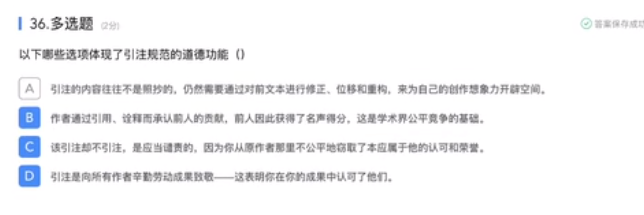 36.多选题 (2分)
答案保存成功
以下哪些选项体现了引注规范的道德功能（）
A 引注的内容往往不是照抄的，仍然需要通过对前文本进行修正、位移和重构，来为自己的创作想象力开辟空间。
B 作者通过引用、诠释而承认前人的贡献，前人因此获得了名声得分，这是学术界公平竞争的基础。
C 该引注却不引注，是应当谴责的，因为你从原作者那里不公平地窃取了本应属于他的认可和荣誉。
D 引注是向所有作者辛勤劳动成果致敬——这表明你在你的成果中认可了他们。